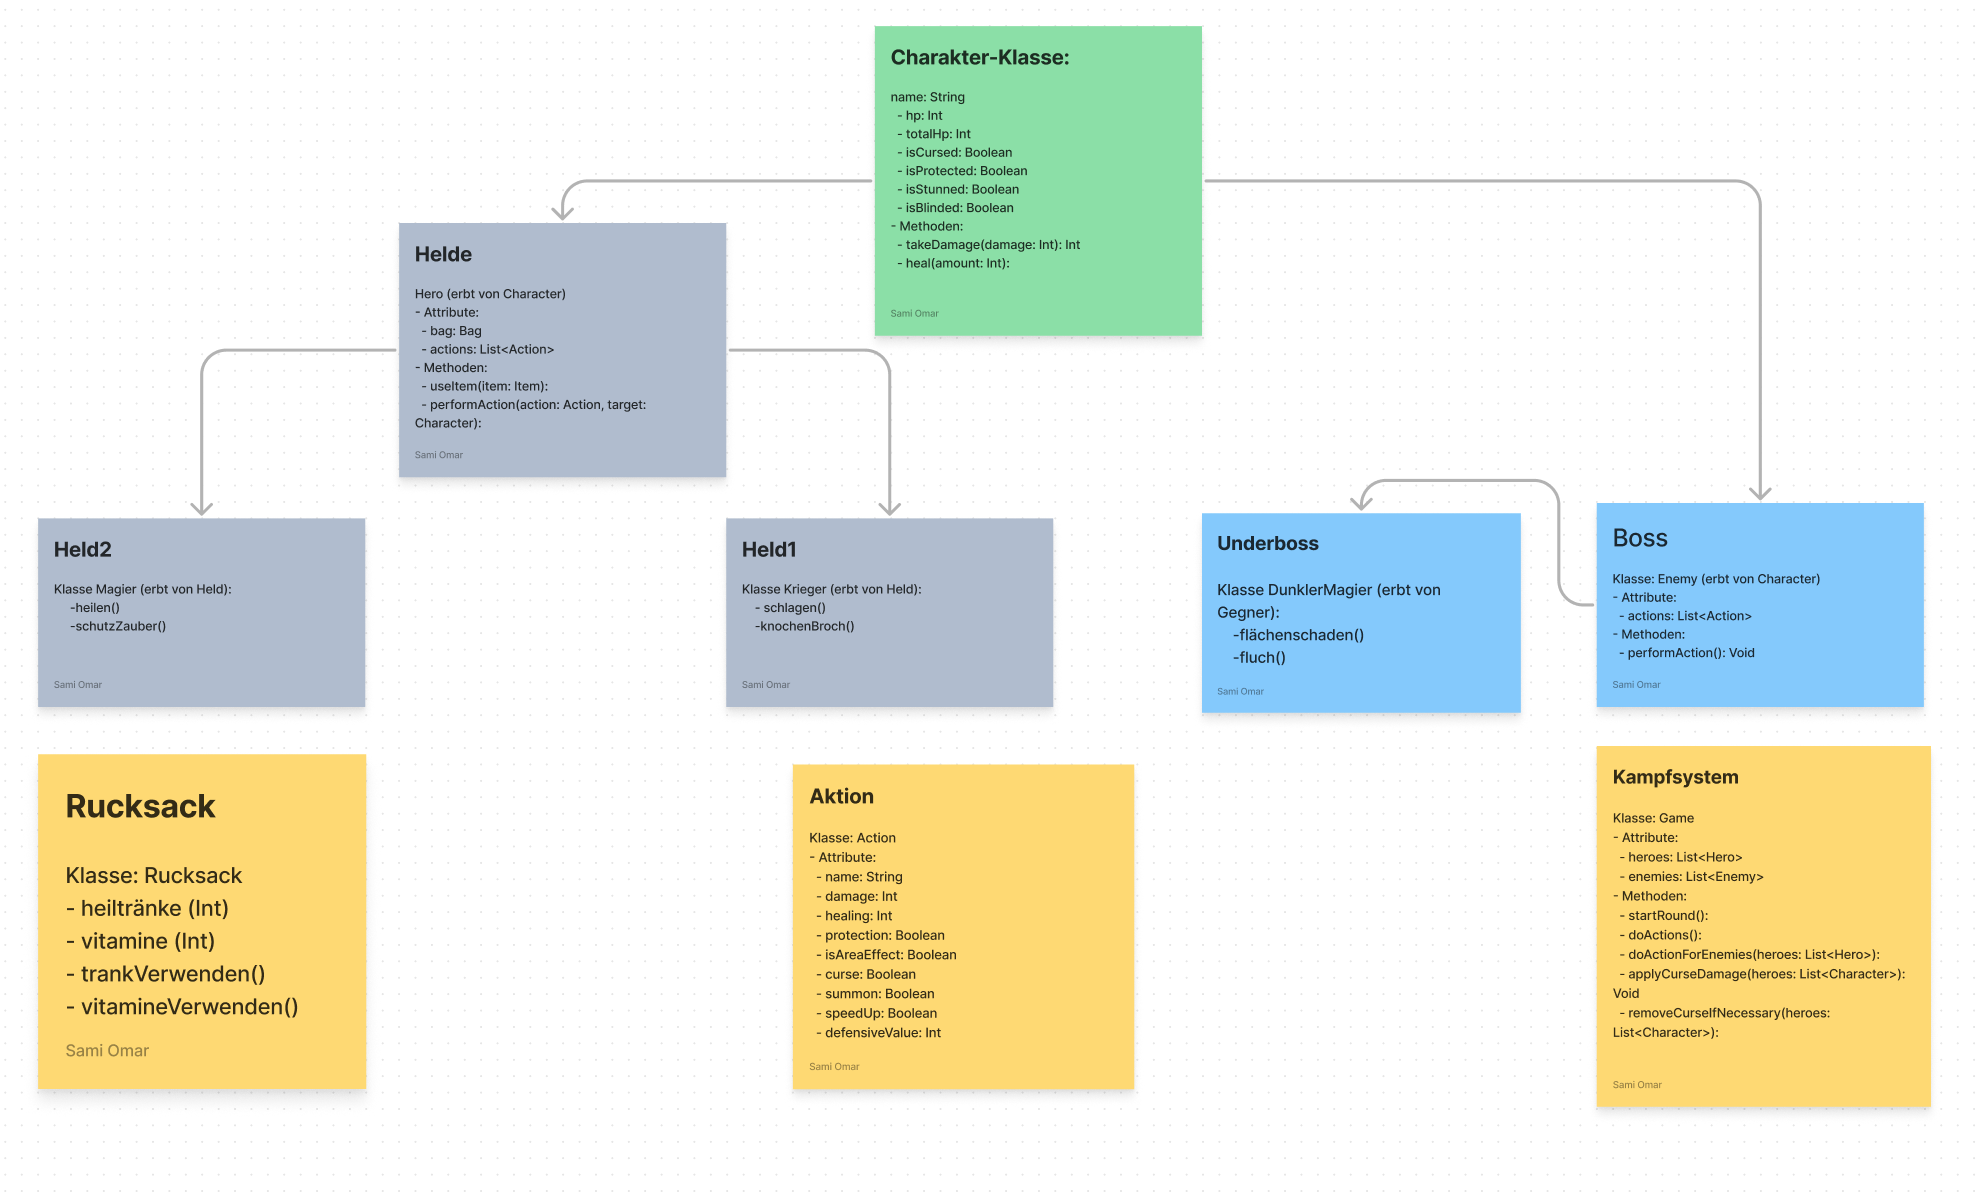 Charakter-Klasse:
name: String
- hp: Int
- totalHp: Int
- isCursed: Boolean
- isProtected: Boolean
- isStunned: Boolean
- isBlinded: Boolean
- Methoden:
- takeDamage(damage: Int): Int
- heal(amount: Int):
Sami Omar
Helde
Hero (erbt von Character)
- Attribute:
- bag: Bag
- actions: List<Action>
- Methoden:
- useItem(item: Item):
- performAction(action: Action, target:
Character):
Sami Omar
Held2
Klasse Magier (erbt von Held):
-heilen()
-schutzZauber()
Sami Omar
Held1
Klasse Krieger (erbt von Held):
- schlagen()
-knochenBroch()
Sami Omar
Underboss
Klasse DunklerMagier (erbt von
Gegner):
-flächenschaden()
-fluch()
Sami Omar
Boss
Klasse: Enemy (erbt von Character)
- Attribute:
- actions: List<Action>
- Methoden:
- performAction(): Void
Sami Omar
Rucksack
Klasse: Rucksack
- heiltränke (Int)
- vitamine (Int)
- trankVerwenden()
- vitamineVerwenden()
Sami Omar
Aktion
Klasse: Action
- Attribute:
- name: String
- damage: Int
- healing: Int
- protection: Boolean
- isAreaEffect: Boolean
- curse: Boolean
- summon: Boolean
- speedUp: Boolean
- defensiveValue: Int
Sami Omar
Kampfsystem
Klasse: Game
- Attribute:
- heroes: List<Hero>
- enemies: List<Enemy>
- Methoden:
- startRound():
- doActions():
- doActionForEnemies(heroes: List<Hero>):
- applyCurseDamage(heroes: List<Character>):
Void
- removeCurseIfNecessary(heroes:
List<Character>):
Sami Omar